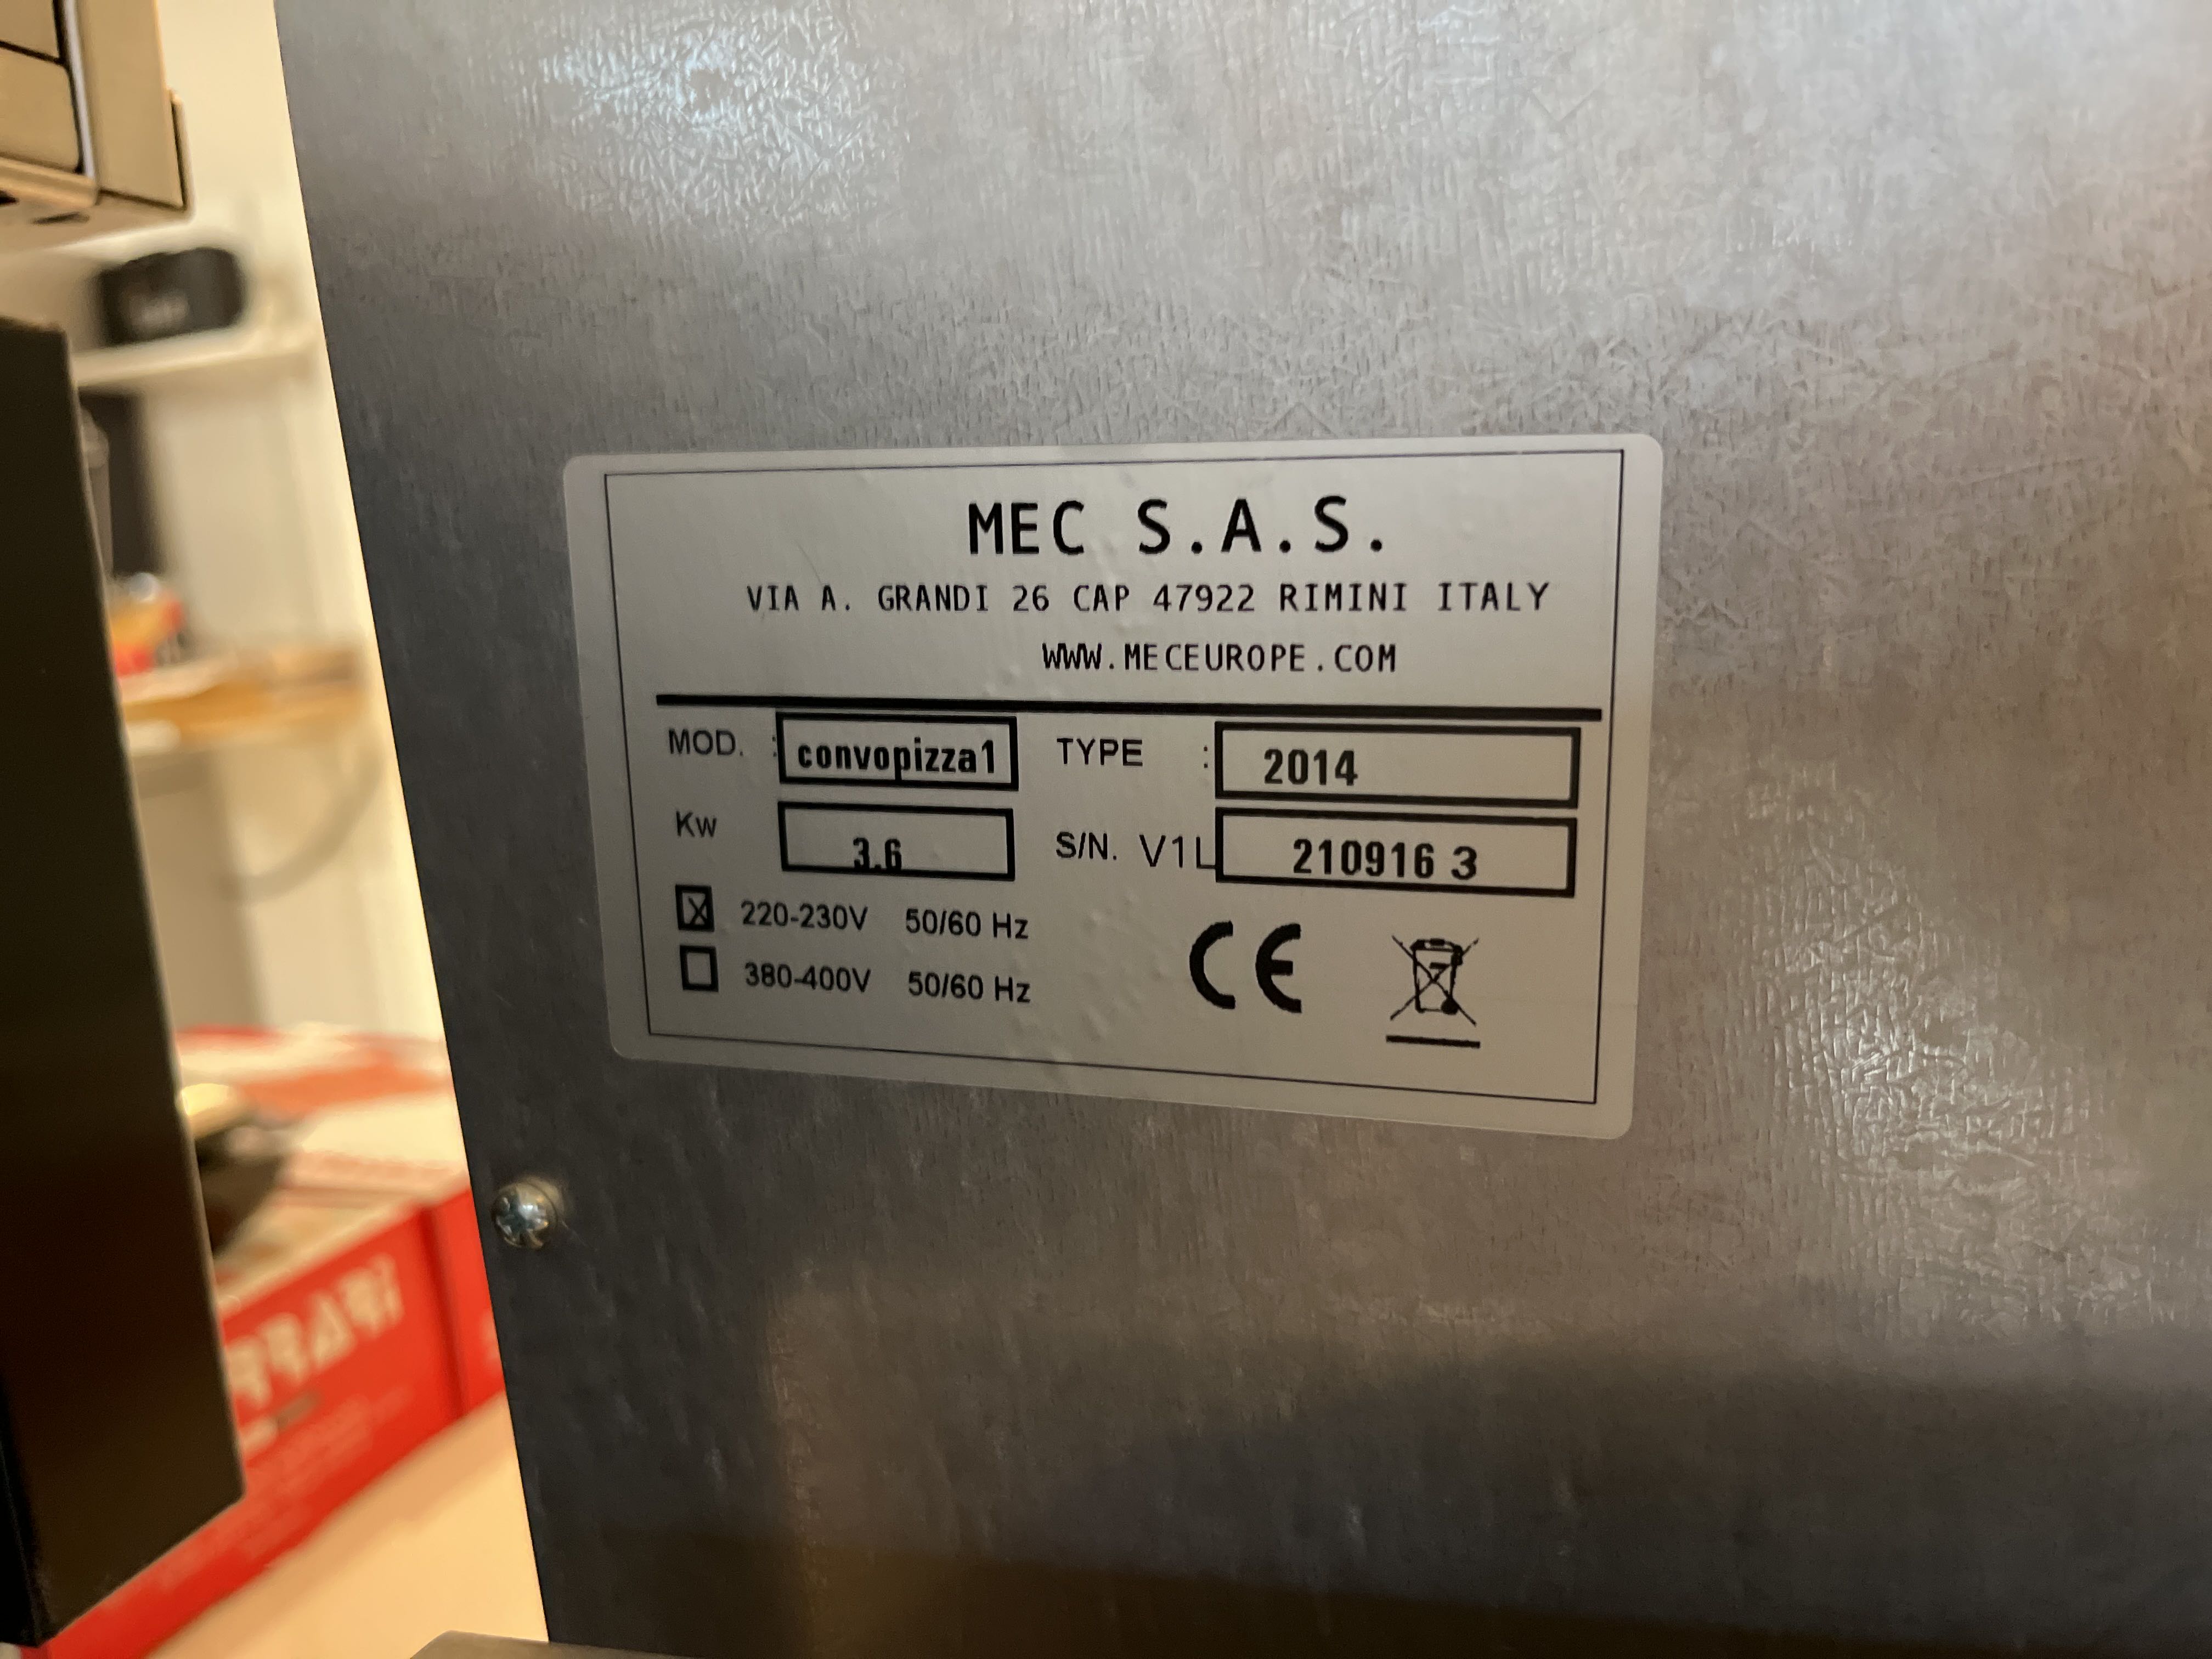 MEC S.A.S.
VIA A. GRANDI 26 CAP 47922 RIMINI ITALY
WWW.MECEUROPE.COM
MOD. : convopizza1 TYPE : 2014
Kw 3.6 S/N. V1L 210916 3
X 220-230V 50/60 Hz
380-400V 50/60 Hz
CE